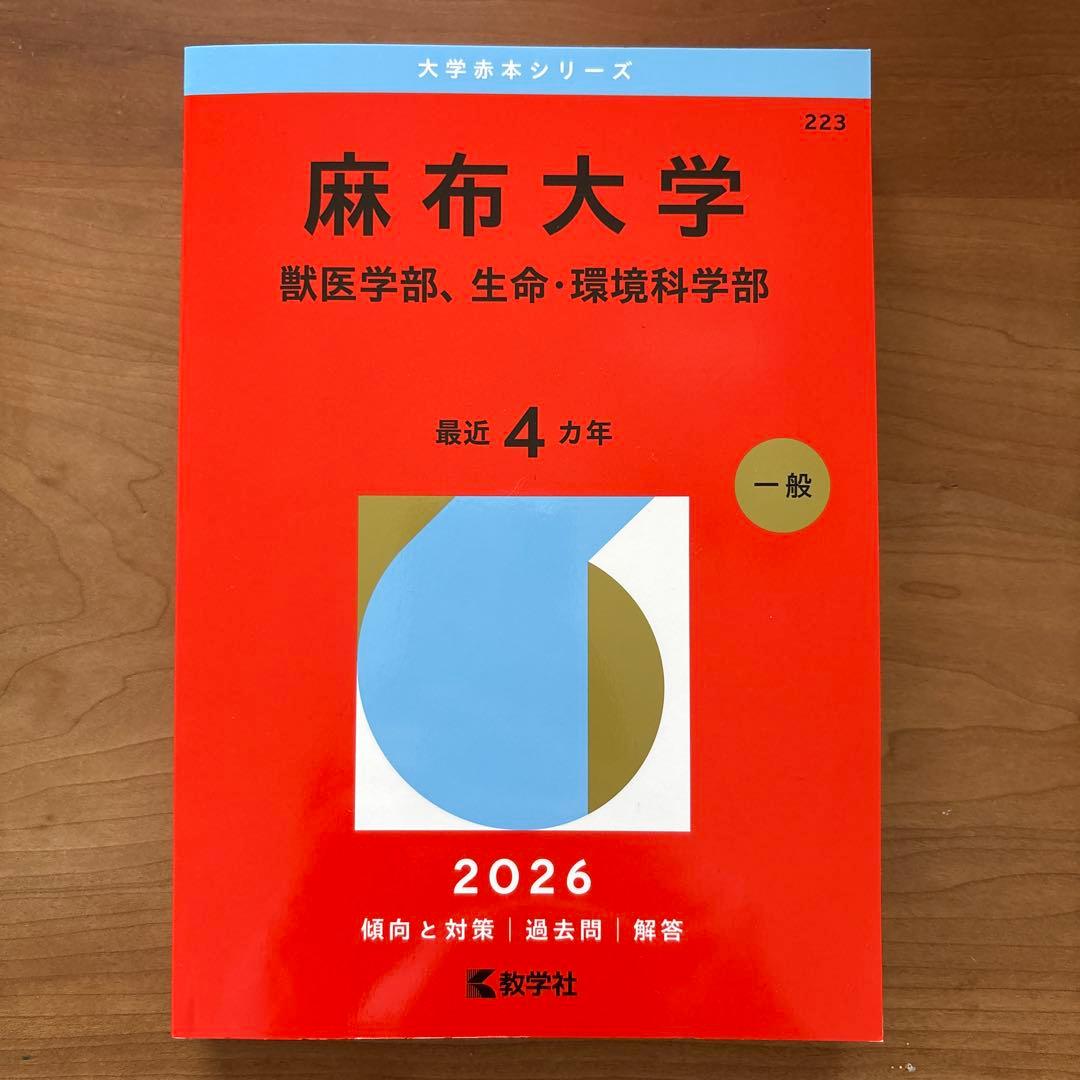 大学赤本シリーズ
223
麻布大学
獣医学部、生命・環境科学部
最近4カ年
一般
2026
傾向と対策｜過去問｜解答
教学社